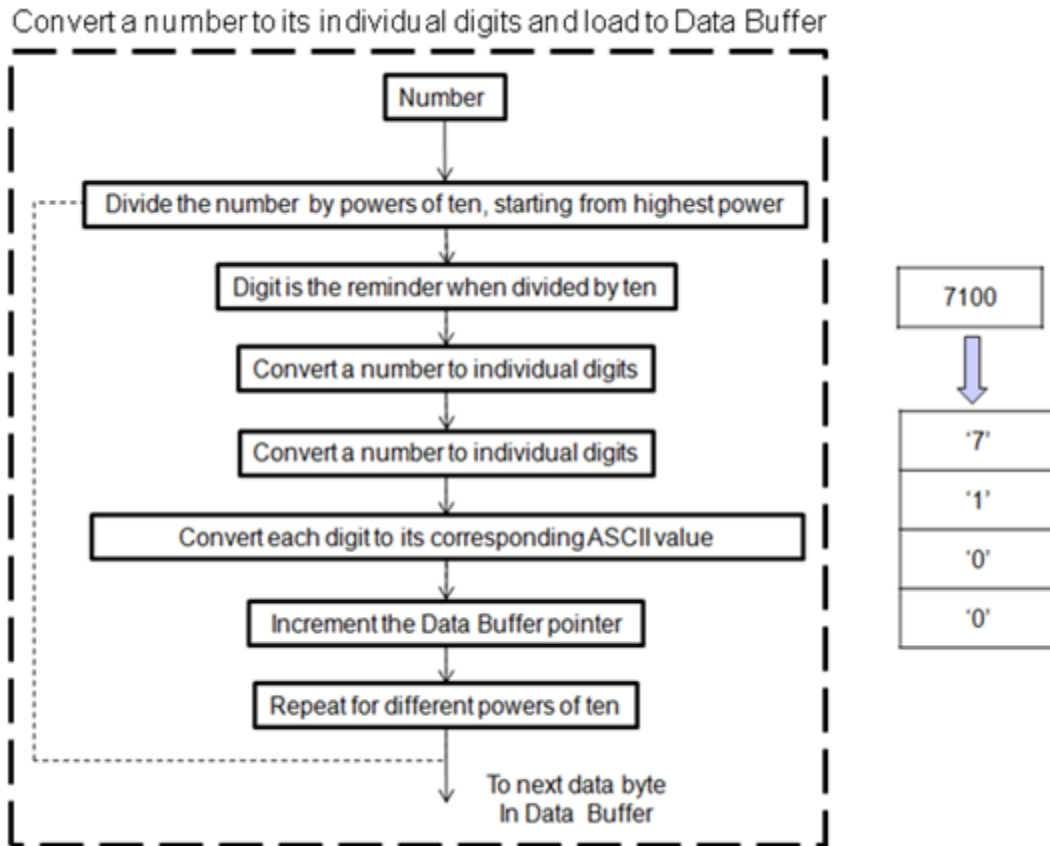 Convert a number to its individual digits and load to Data Buffer
Number
Divide the number by powers of ten, starting from highest power
Digit is the reminder when divided by ten
Convert a number to individual digits
Convert a number to individual digits
Convert each digit to its corresponding ASCII value
Increment the Data Buffer pointer
Repeat for different powers of ten
To next data byte
In Data Buffer
7100
‘7’
‘1’
‘0’
‘0’